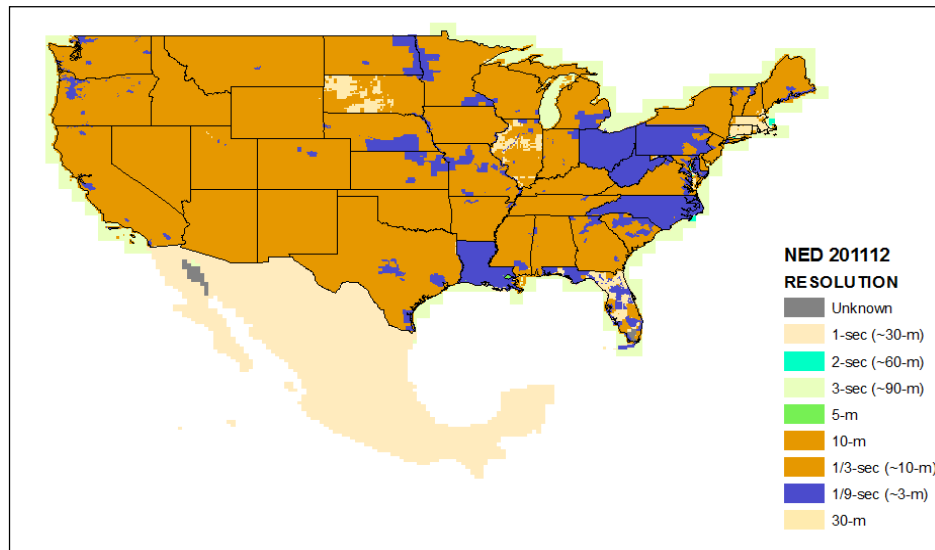 NED 201112
RESOLUTION
Unknown
1-sec (~30-m)
2-sec (~60-m)
3-sec (~90-m)
5-m
10-m
1/3-sec (~10-m)
1/9-sec (~3-m)
30-m